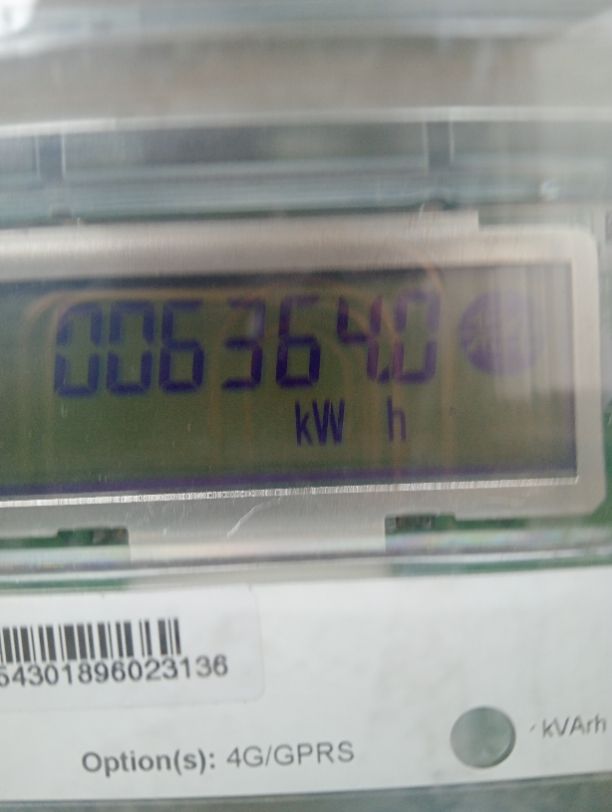 006364.0
kW h
54301896023136
kVArh
Option(s): 4G/GPRS